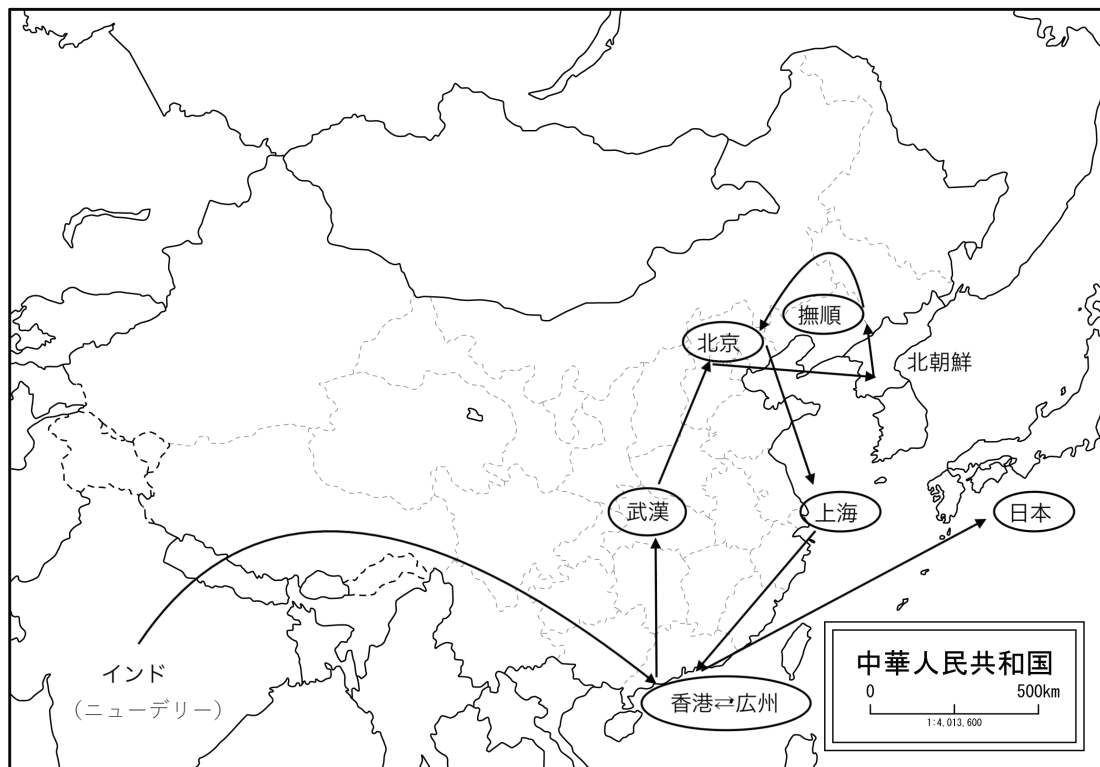 撫順
北京
北朝鮮
武漢
上海
日本
インド
（ニューデリー）
香港⇄広州
中華人民共和国
0 500km
1:4,013,600